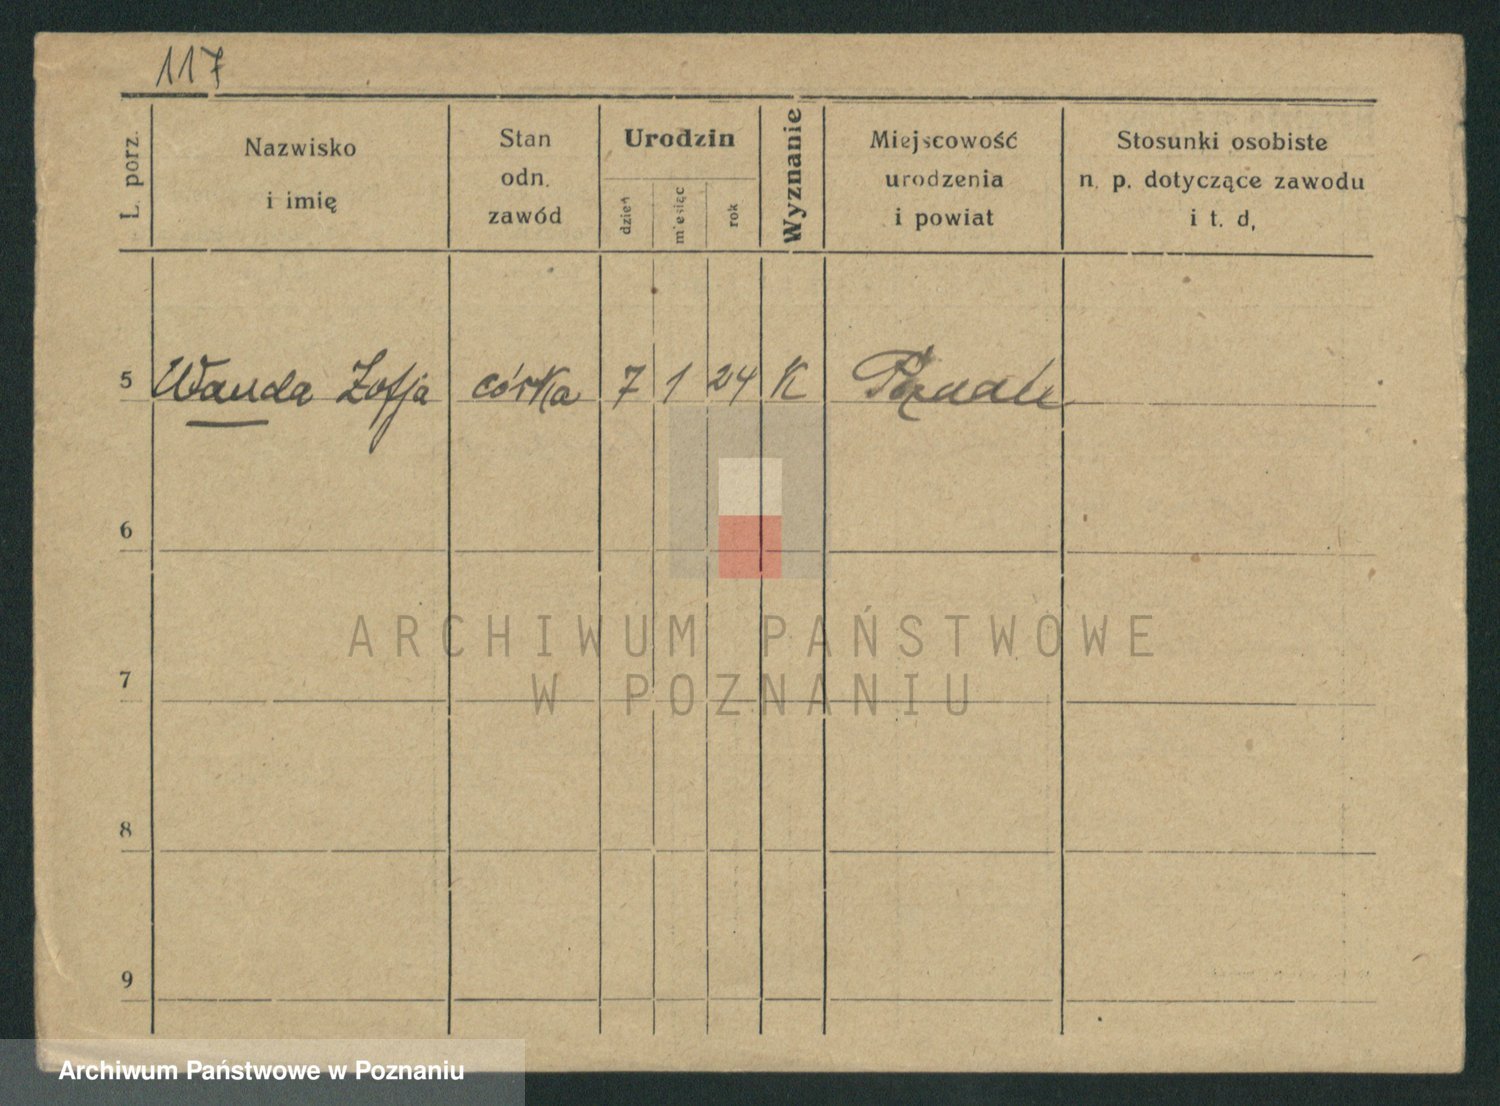 117
L. porz.
Nazwisko
i imię
Stan
odn.
zawód
Urodzin
dzień
miesiąc
rok
Wyznanie
Miejscowość
urodzenia
i powiat
Stosunki osobiste
n. p. dotyczące zawodu
i t. d,
5 Wanda Zofja córka 7 1 24 K
6
7
8
9
ARCHIWUM PAŃSTWOWE
W POZNANIU
Archiwum Państwowe w Poznaniu